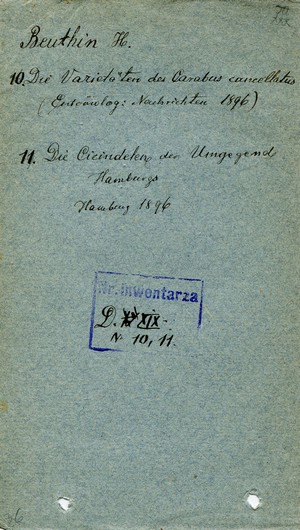 Beuthin H.
10. Die Varietäten des Carabus cancellatus
(Entomolog: Nachrichten 1896)
11. Die Cicindelen der Umgegend
Hamburgs
Hamburg 1896
Nr. inwentarza
D. XIX.
N. 10, 11.